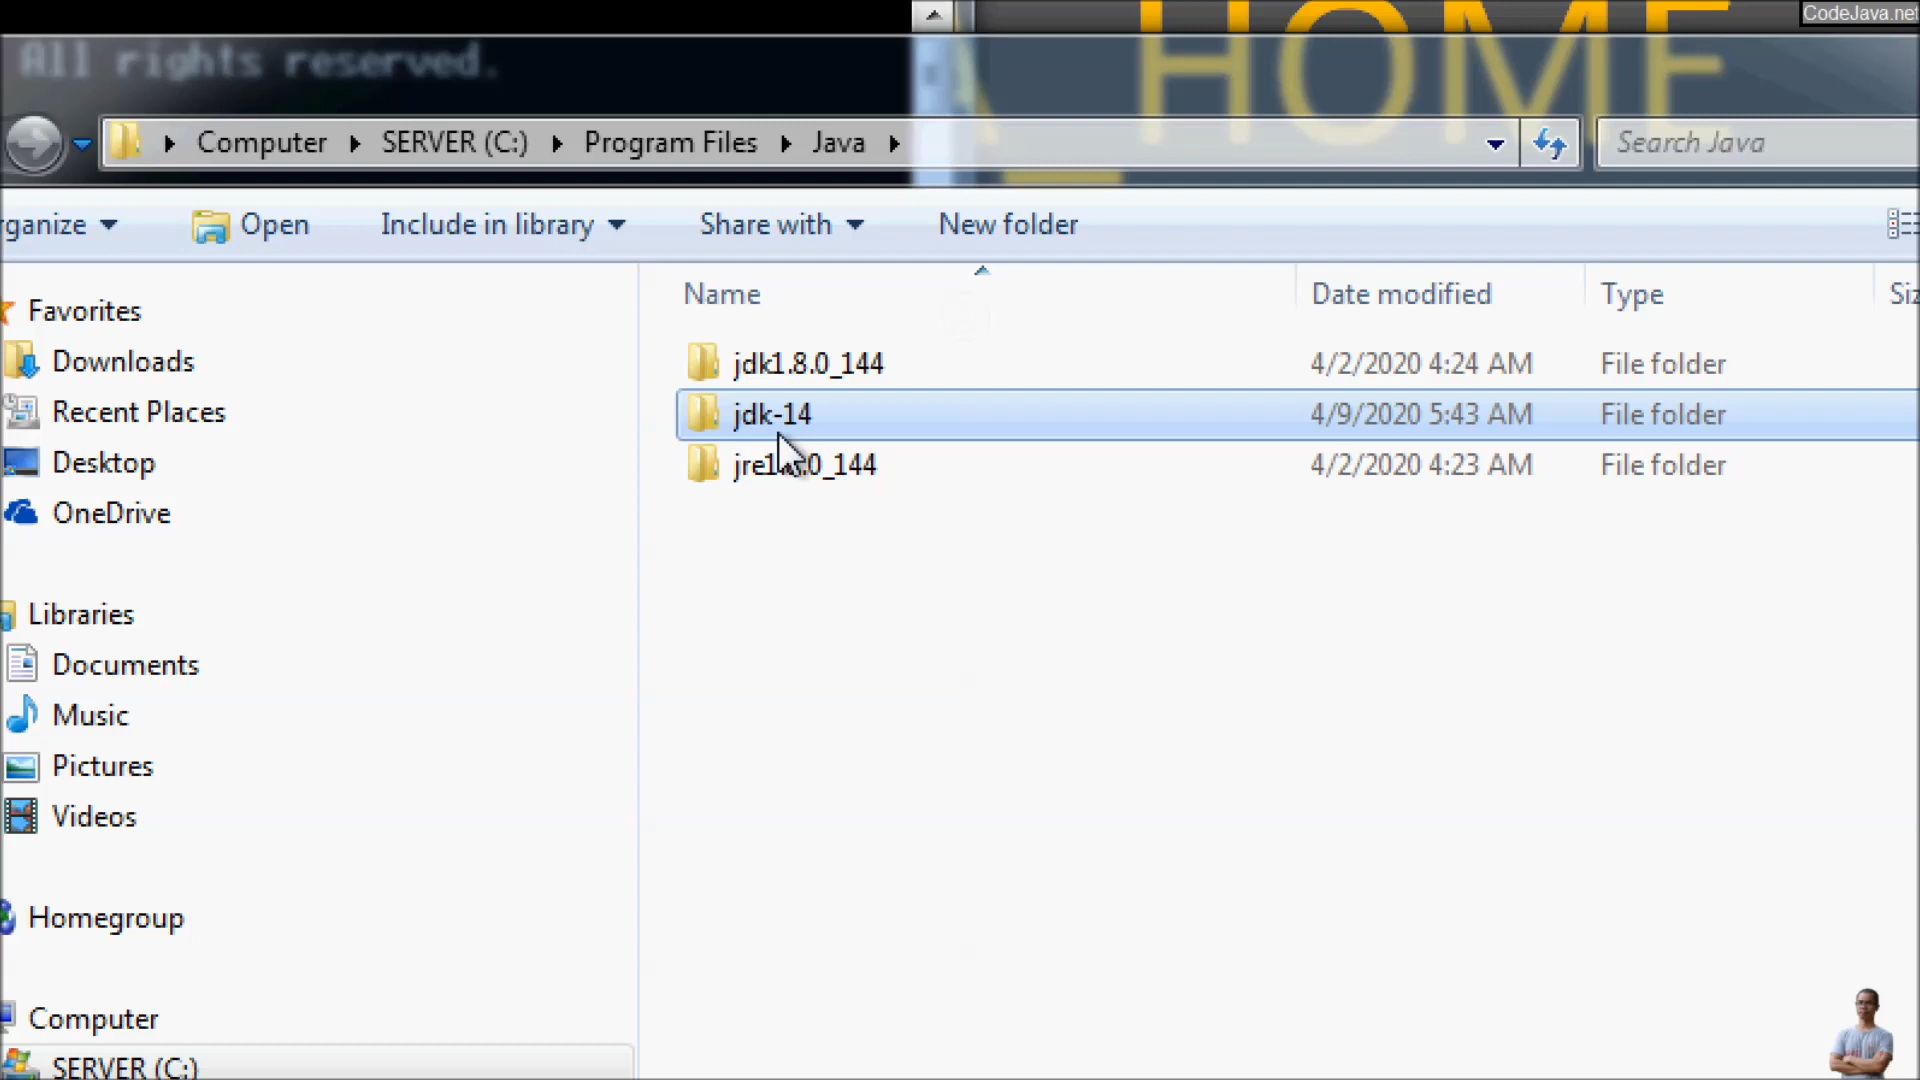 HOME
CodeJava.net
All rights reserved.
Computer SERVER (C:) Program Files Java
Search Java
rganize Open Include in library Share with New folder
Name Date modified Type Siz
Favorites
Downloads
Recent Places
Desktop
OneDrive
Libraries
Documents
Music
Pictures
Videos
Homegroup
Computer
SERVER (C:)
jdk1.8.0_144 4/2/2020 4:24 AM File folder
jdk-14 4/9/2020 5:43 AM File folder
4/2/2020 4:23 AM File folder